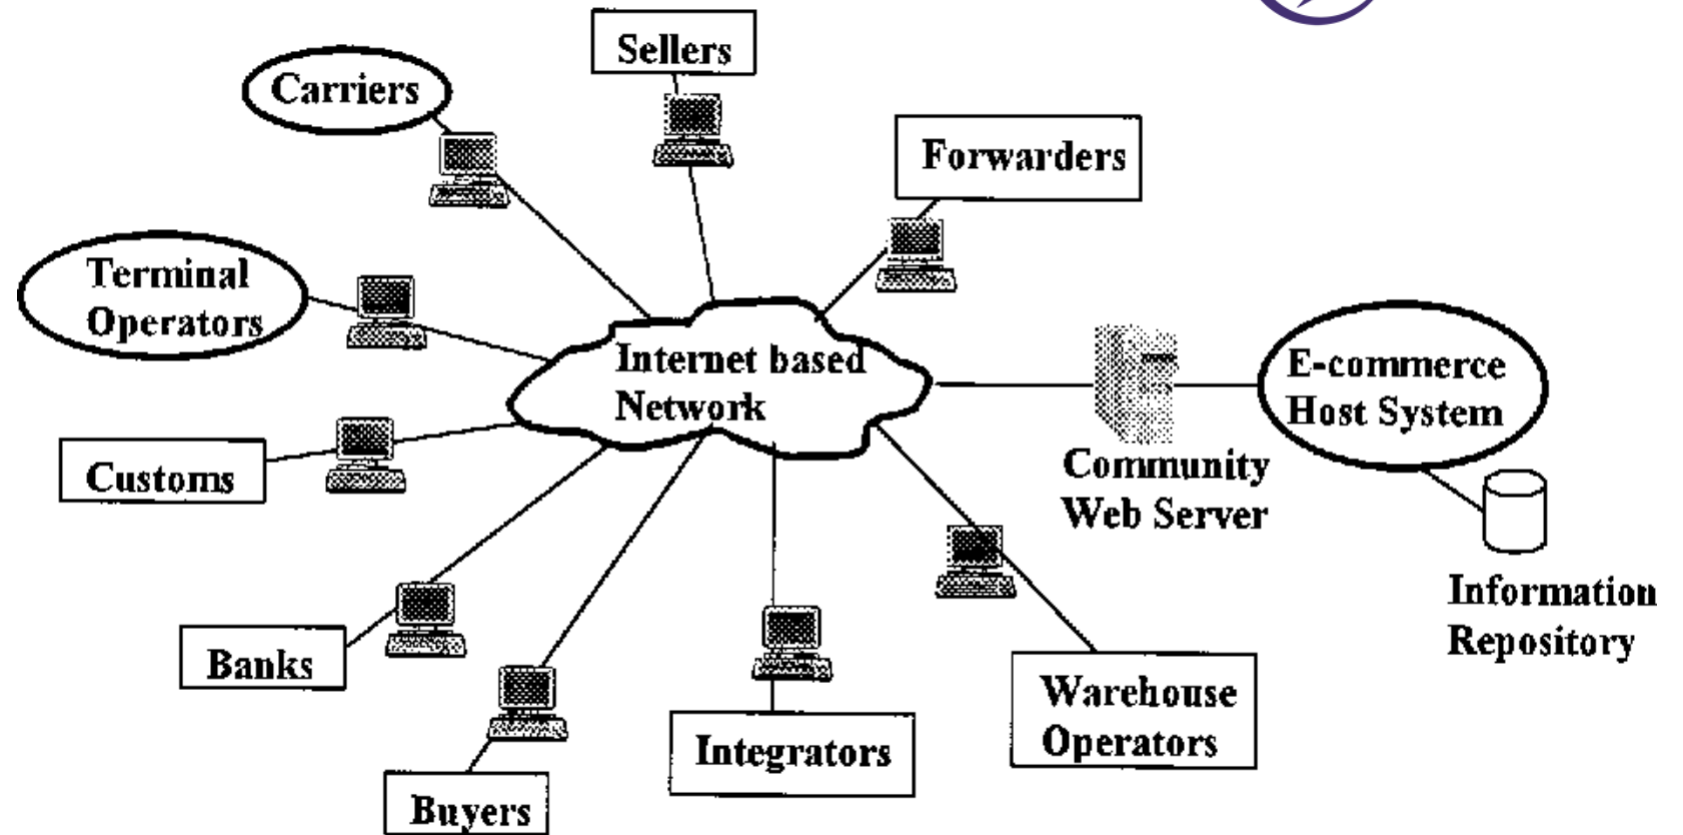 Sellers
Carriers
Forwarders
Terminal
Operators
Internet based
Network
E-commerce
Host System
Customs
Community
Web Server
Information
Repository
Banks
Warehouse
Operators
Integrators
Buyers